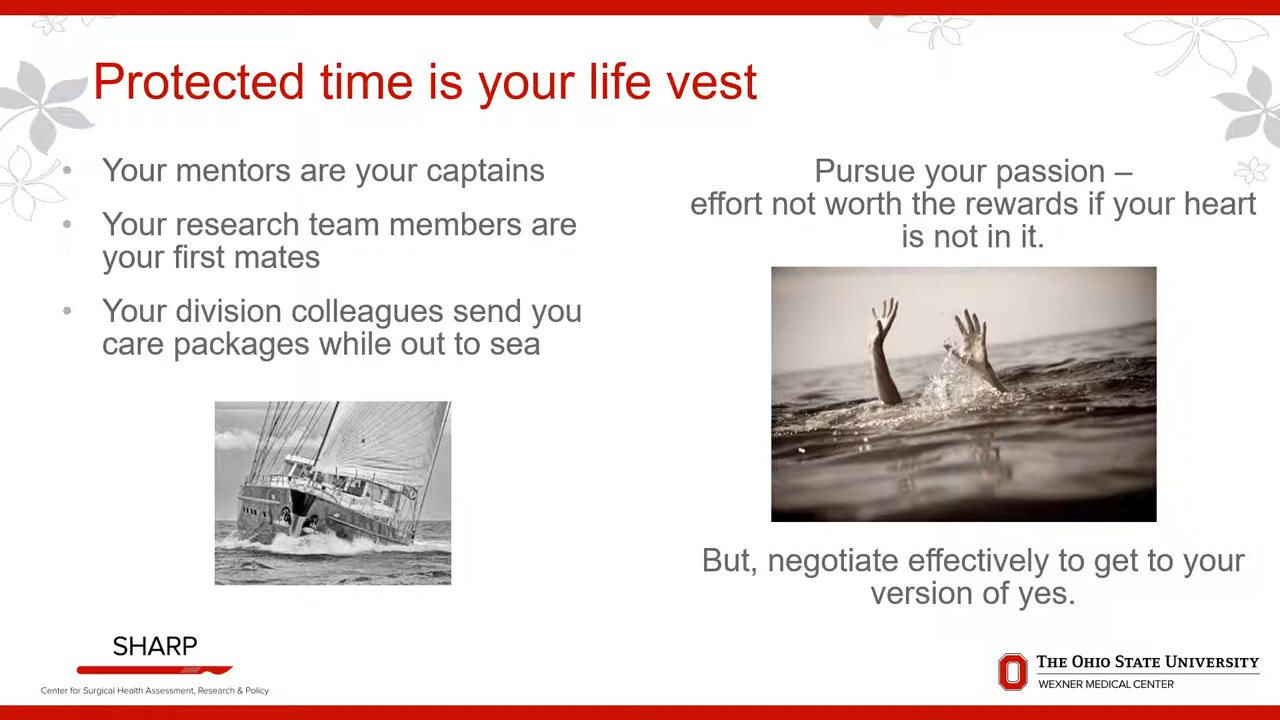 Protected time is your life vest
• Your mentors are your captains
• Your research team members are
your first mates
• Your division colleagues send you
care packages while out to sea
Pursue your passion –
effort not worth the rewards if your heart
is not in it.
But, negotiate effectively to get to your
version of yes.
SHARP
Center for Surgical Health Assessment, Research & Policy
THE OHIO STATE UNIVERSITY
WEXNER MEDICAL CENTER